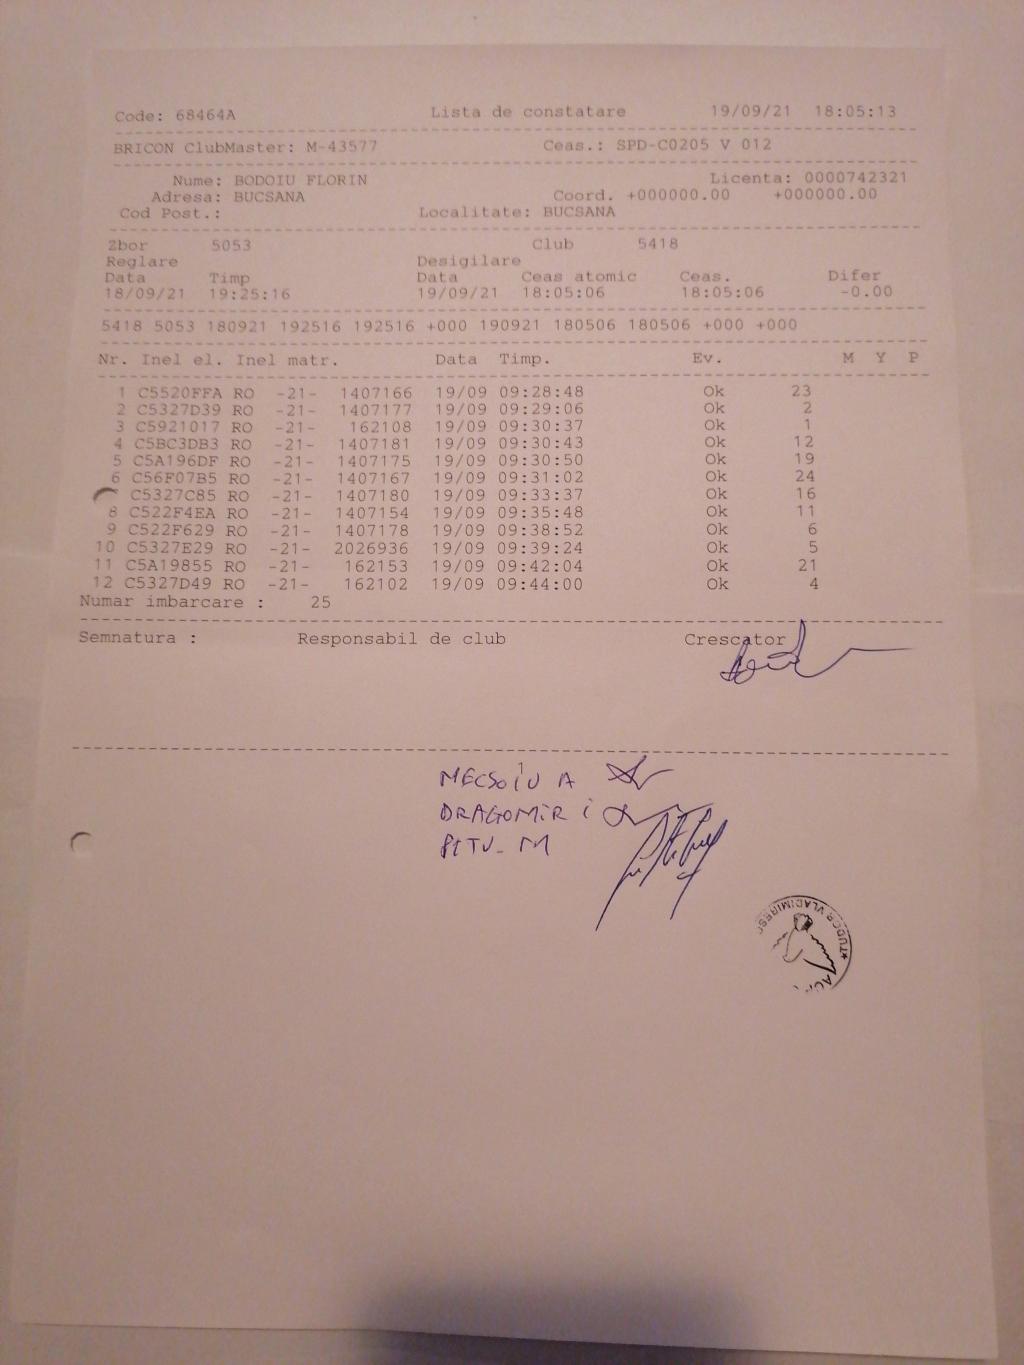 Code: 68464A Lista de constatare 19/09/21 18:05:13
BRICON ClubMaster: M-43577 Ceas.: SPD-C0205 V 012
Nume: BODOIU FLORIN Licenta: 0000742321
Adresa: BUCSANA Coord. +000000.00 +000000.00
Cod Post.: Localitate: BUCSANA
Zbor 5053 Club 5418
Reglare Desigilare
Data Timp Data Ceas atomic Ceas. Difer
18/09/21 19:25:16 19/09/21 18:05:06 18:05:06 -0.00
5418 5053 180921 192516 192516 +000 190921 180506 180506 +000 +000
Nr. Inel el. Inel matr. Data Timp. Ev. M Y P
1 C5520FFA RO -21- 1407166 19/09 09:28:48 Ok 23
2 C5327D39 RO -21- 1407177 19/09 09:29:06 Ok 2
3 C5921017 RO -21- 162108 19/09 09:30:37 Ok 1
4 C5BC3DB3 RO -21- 1407181 19/09 09:30:43 Ok 12
5 C5A196DF RO -21- 1407175 19/09 09:30:50 Ok 19
6 C56F07B5 RO -21- 1407167 19/09 09:31:02 Ok 24
C5327C85 RO -21- 1407180 19/09 09:33:37 Ok 16
8 C522F4EA RO -21- 1407154 19/09 09:35:48 Ok 11
9 C522F629 RO -21- 1407178 19/09 09:38:52 Ok 6
10 C5327E29 RO -21- 2026936 19/09 09:39:24 Ok 5
11 C5A19855 RO -21- 162153 19/09 09:42:04 Ok 21
12 C5327D49 RO -21- 162102 19/09 09:44:00 Ok 4
Numar imbarcare : 25
Semnatura : Responsabil de club Crescator
MECSOIU A
DRAGOMIR i
PITU_M
TUDOR VLADIMIRESC